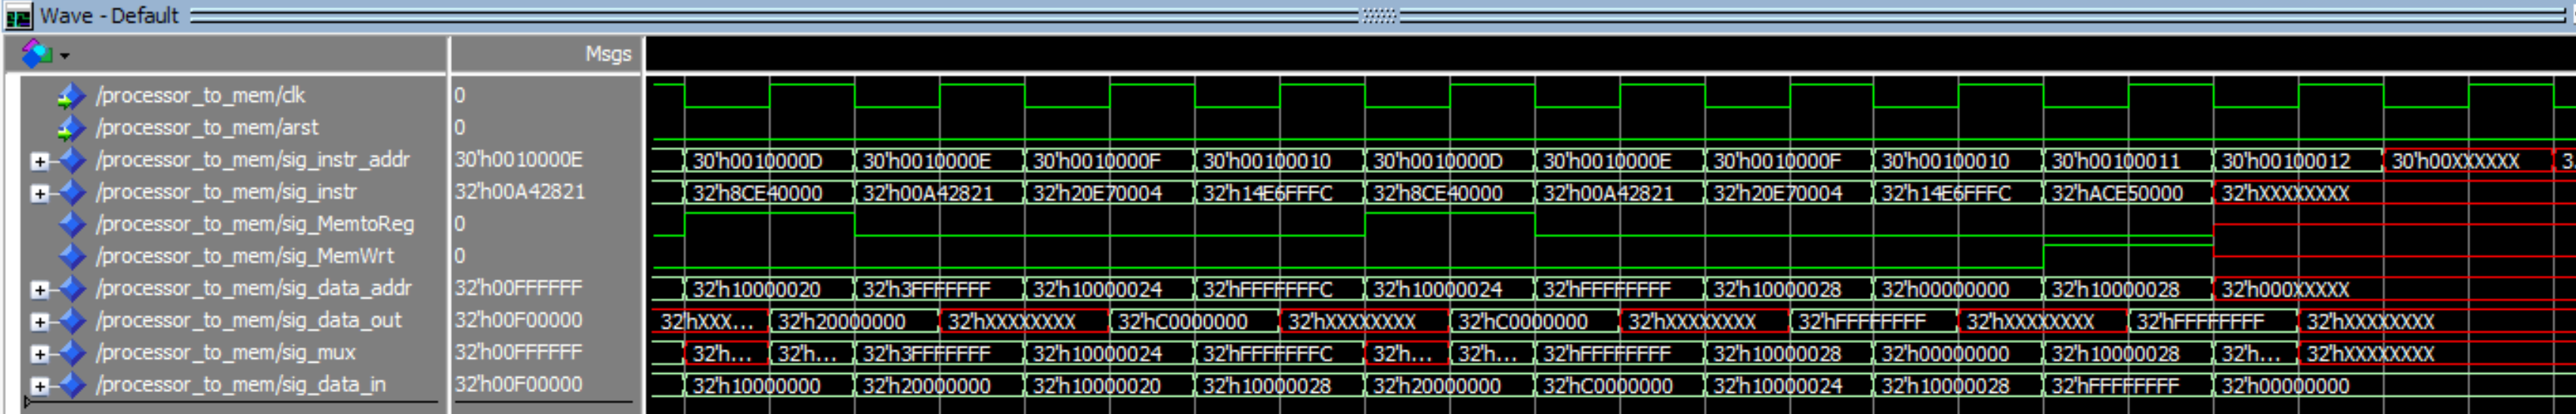 Wave - Default
Msgs
/processor_to_mem/clk 0
/processor_to_mem/arst 0
/processor_to_mem/sig_instr_addr 30'h0010000E 30'h0010000D 30'h0010000E 30'h0010000F 30'h00100010 30'h0010000D 30'h0010000E 30'h0010000F 30'h00100010 30'h00100011 30'h00100012 30'h00XXXXXX 3
/processor_to_mem/sig_instr 32'h00A42821 32'h8CE40000 32'h00A42821 32'h20E70004 32'h14E6FFFC 32'h8CE40000 32'h00A42821 32'h20E70004 32'h14E6FFFC 32'hACE50000 32'hXXXXXXXX
/processor_to_mem/sig_MemtoReg 0
/processor_to_mem/sig_MemWrt 0
/processor_to_mem/sig_data_addr 32'h00FFFFFF 32'h10000020 32'h3FFFFFFF 32'h10000024 32'hFFFFFFFC 32'h10000024 32'hFFFFFFFF 32'h10000028 32'h00000000 32'h10000028 32'h000XXXXX
/processor_to_mem/sig_data_out 32'h00F00000 32'hXXX... 32'h20000000 32'hXXXXXXXX 32'hC0000000 32'hXXXXXXXX 32'hC0000000 32'hXXXXXXXX 32'hFFFFFFFF 32'hXXXXXXXX 32'hFFFFFFFF 32'hXXXXXXXX
/processor_to_mem/sig_mux 32'h00FFFFFF 32'h... 32'h... 32'h3FFFFFFF 32'h10000024 32'hFFFFFFFC 32'h... 32'h... 32'hFFFFFFFF 32'h10000028 32'h00000000 32'h10000028 32'h... 32'hXXXXXXXX
/processor_to_mem/sig_data_in 32'h00F00000 32'h10000000 32'h20000000 32'h10000020 32'h10000028 32'h20000000 32'hC0000000 32'h10000024 32'h10000028 32'hFFFFFFFF 32'h00000000